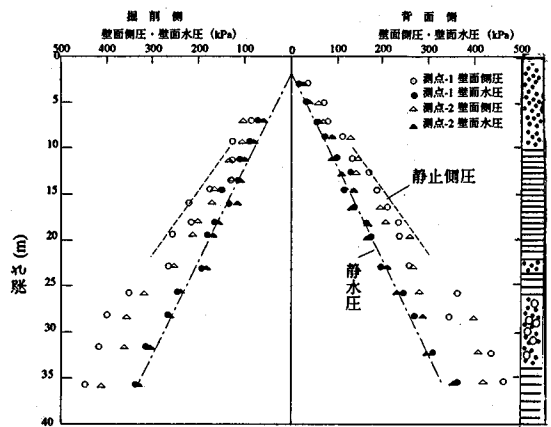 掘削側
壁面側圧・壁面水圧 (kPa)
背面側
壁面側圧・壁面水圧 (kPa)
500 400 300 200 100 0 100 200 300 400 500
0
5
10
15
20
25
30
35
40
深さ (m)
○ 測点-1 壁面側圧
● 測点-1 壁面水圧
△ 測点-2 壁面側圧
▲ 測点-2 壁面水圧
静止側圧
静水圧